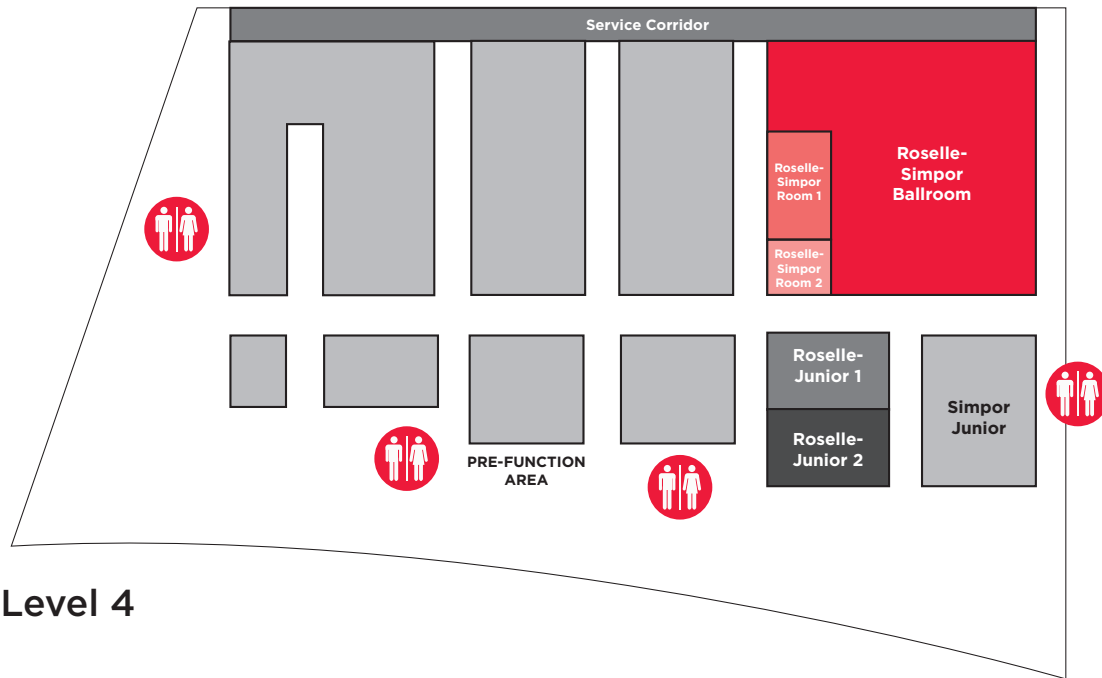 Service Corridor
Roselle-
Simpor
Ballroom
Roselle-
Simpor
Room 1
Roselle-
Simpor
Room 2
Roselle-
Junior 1
Roselle-
Junior 2
Simpor
Junior
PRE-FUNCTION
AREA
Level 4